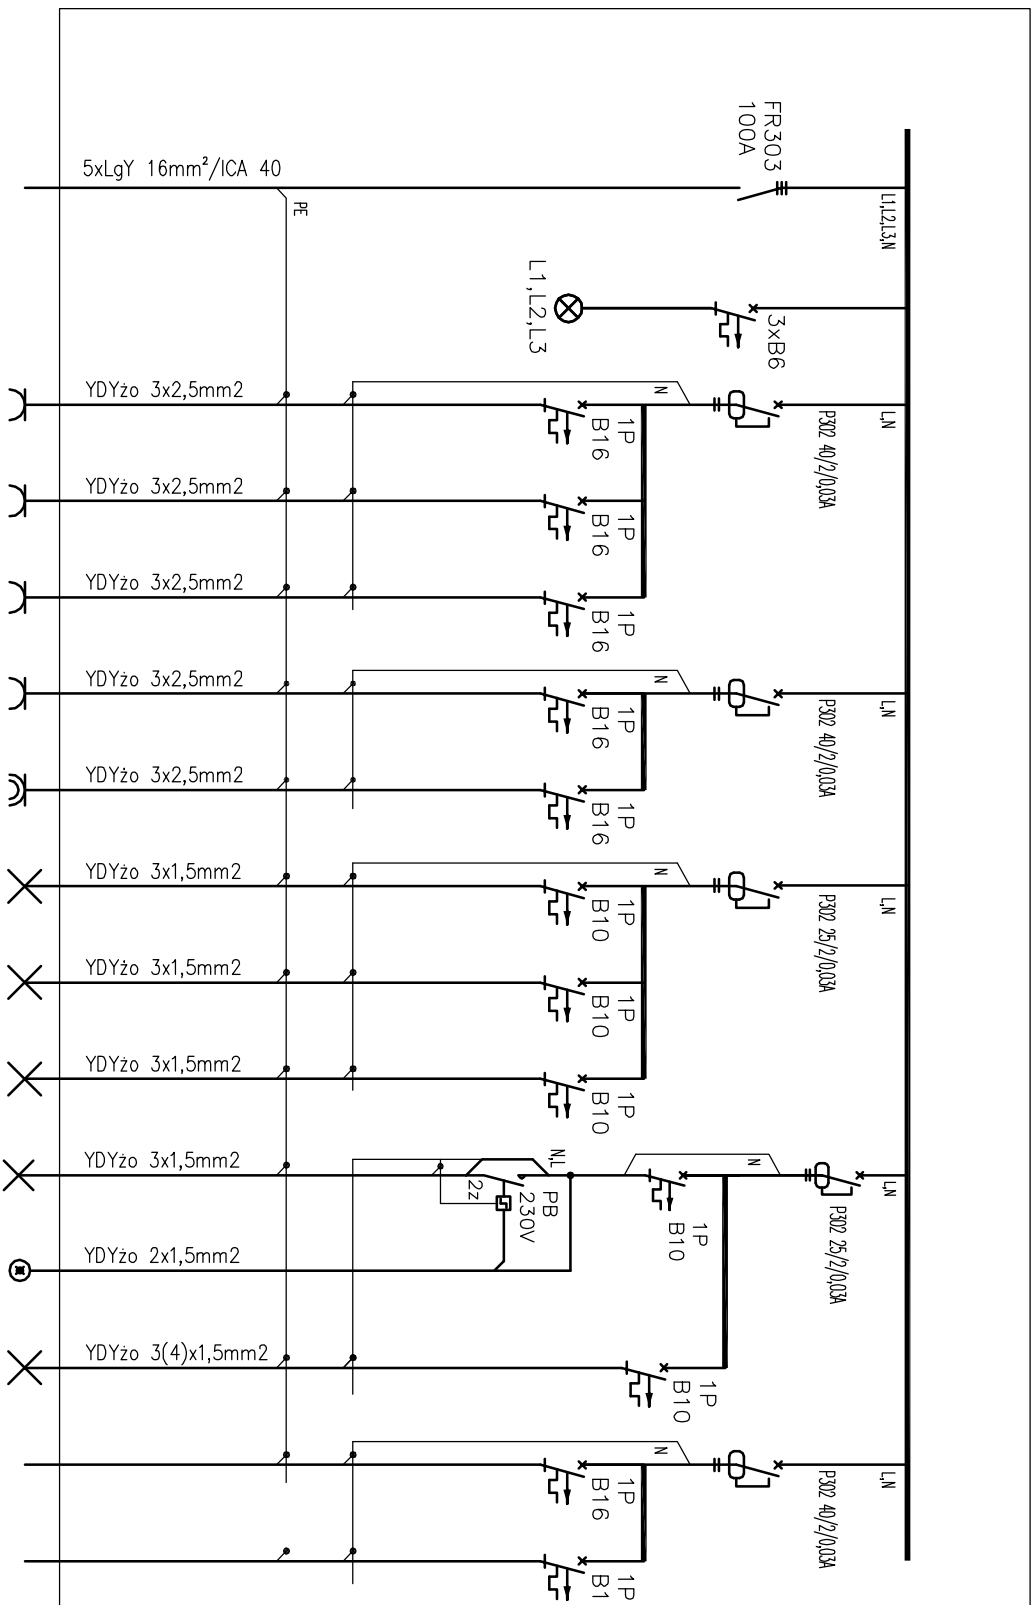 5xLgY 16mm²/ICA 40
PE
FR303
100A
L1,L2,L3,N
L1,L2,L3
3xB6
YDYżo 3x2,5mm2
1P
B16
N
P302 40/2/0,03A
L,N
YDYżo 3x2,5mm2
1P
B16
YDYżo 3x2,5mm2
1P
B16
YDYżo 3x2,5mm2
1P
B16
N
P302 40/2/0,03A
L,N
YDYżo 3x2,5mm2
1P
B16
YDYżo 3x1,5mm2
1P
B10
N
P302 25/2/0,03A
L,N
YDYżo 3x1,5mm2
1P
B10
YDYżo 3x1,5mm2
1P
B10
YDYżo 3x1,5mm2
N,L
PB
230V
2z
1P
B10
N
P302 25/2/0,03A
L,N
YDYżo 2x1,5mm2
YDYżo 3(4)x1,5mm2
1P
B10
1P
B16
N
P302 40/2/0,03A
L,N
1P
B1